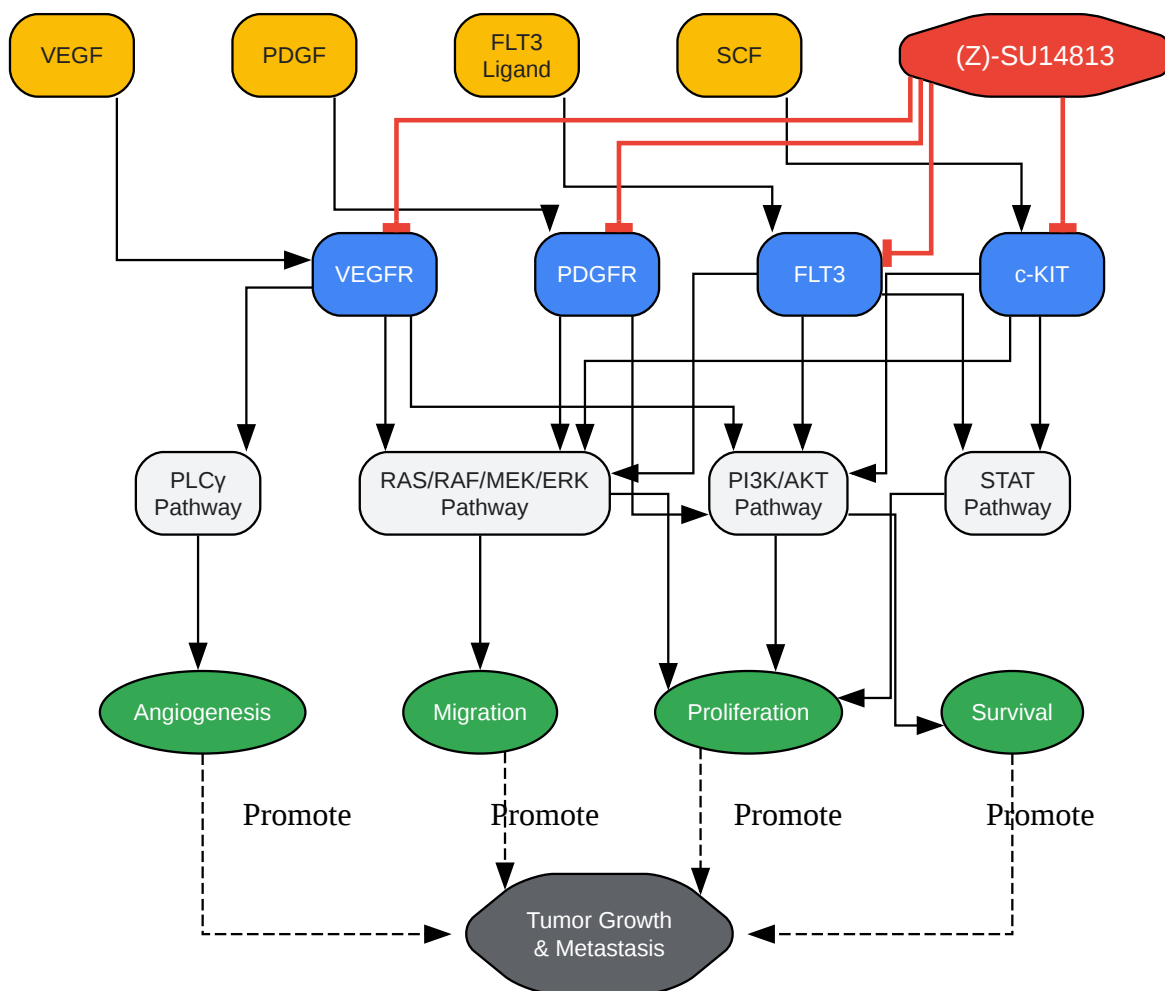 VEGF
PDGF
FLT3
Ligand
SCF
(Z)-SU14813
VEGFR
PDGFR
FLT3
c-KIT
PLCγ
Pathway
RAS/RAF/MEK/ERK
Pathway
PI3K/AKT
Pathway
STAT
Pathway
Angiogenesis
Migration
Proliferation
Survival
Promote
Promote
Promote
Promote
Tumor Growth
& Metastasis